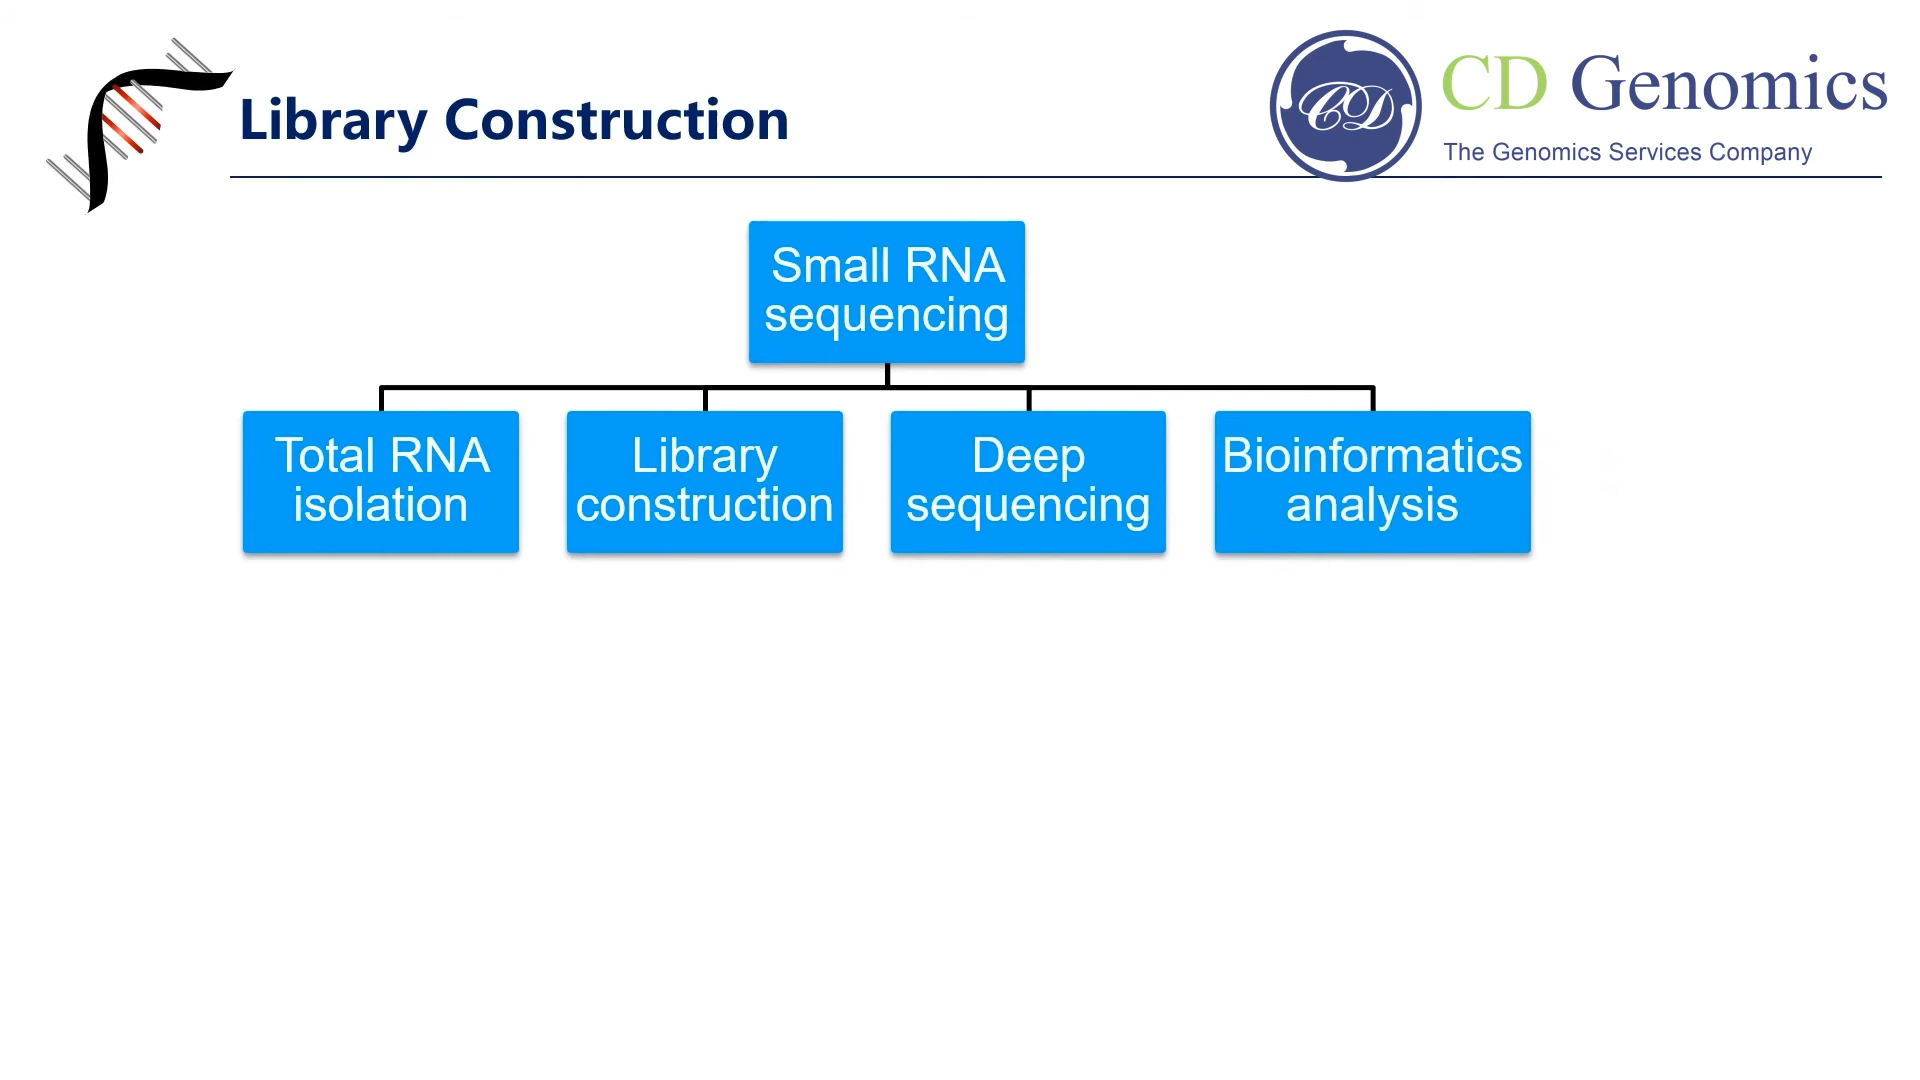 Library Construction
CD
CD Genomics
The Genomics Services Company
Small RNA
sequencing
Total RNA
isolation
Library
construction
Deep
sequencing
Bioinformatics
analysis